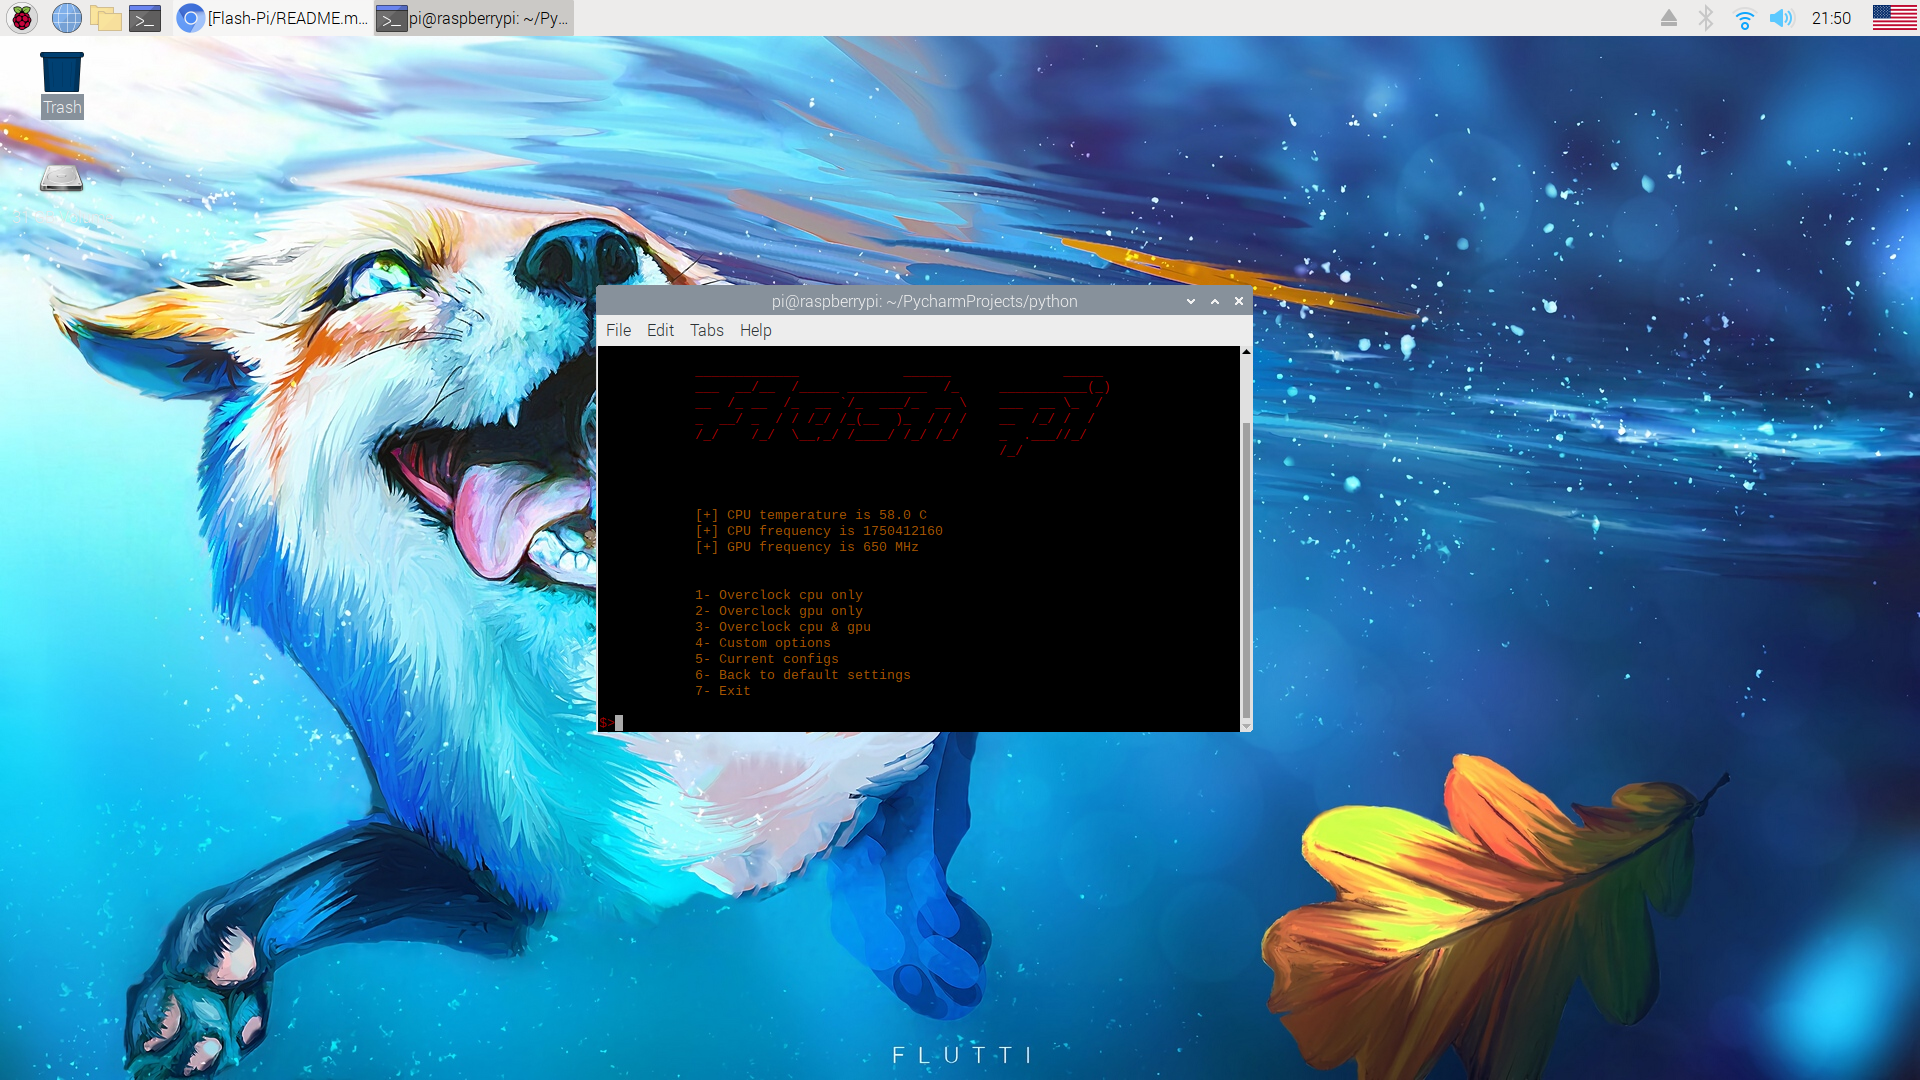 [Flash-Pi/README.m...
pi@raspberrypi: ~/Py...
21:50
Trash
pi@raspberrypi: ~/PycharmProjects/python
File Edit Tabs Help
Flash pi
[+] CPU temperature is 58.0 C
[+] CPU frequency is 1750412160
[+] GPU frequency is 650 MHz
1- Overclock cpu only
2- Overclock gpu only
3- Overclock cpu & gpu
4- Custom options
5- Current configs
6- Back to default settings
7- Exit
$>
FLUTTI